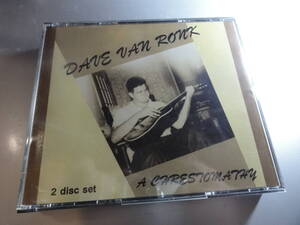 DAVE VAN RONK
A CHRESTOMATHY
2 disc set